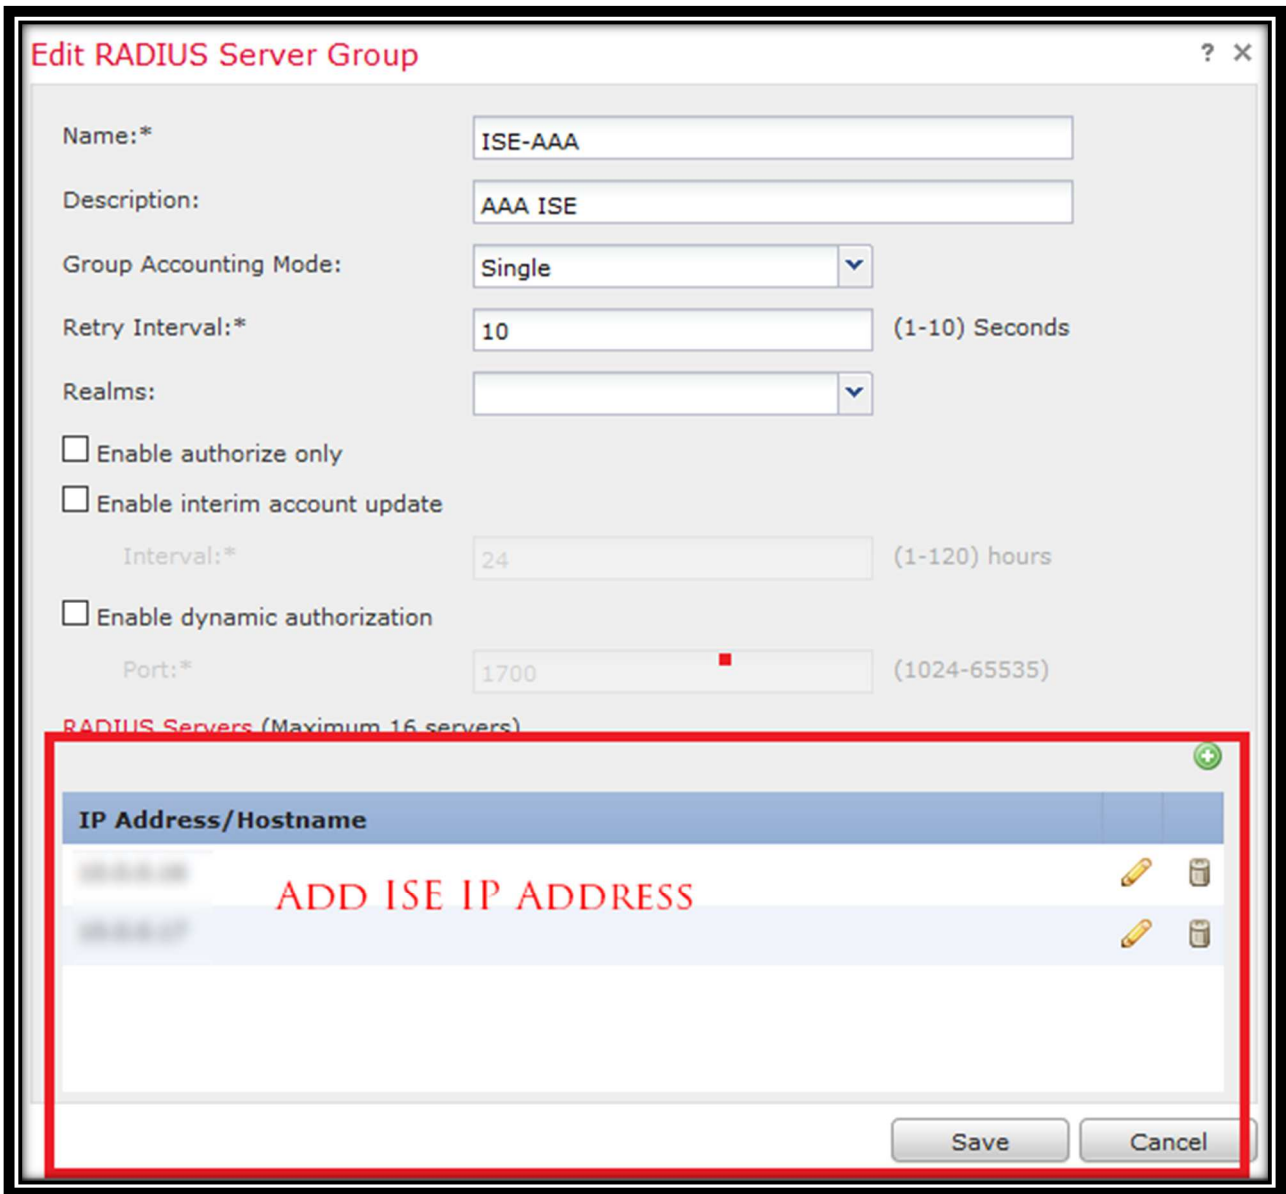 Edit RADIUS Server Group ?
Name:* ISE-AAA
Description: AAA ISE
Group Accounting Mode: Single
Retry Interval:* 10 (1-10) Seconds
Realms:
Enable authorize only
Enable interim account update
Interval:* 24 (1-120) hours
Enable dynamic authorization
Port:* 1700 (1024-65535)
RADIUS Servers (Maximum 16 servers)
IP Address/Hostname
ADD ISE IP ADDRESS
Save Cancel